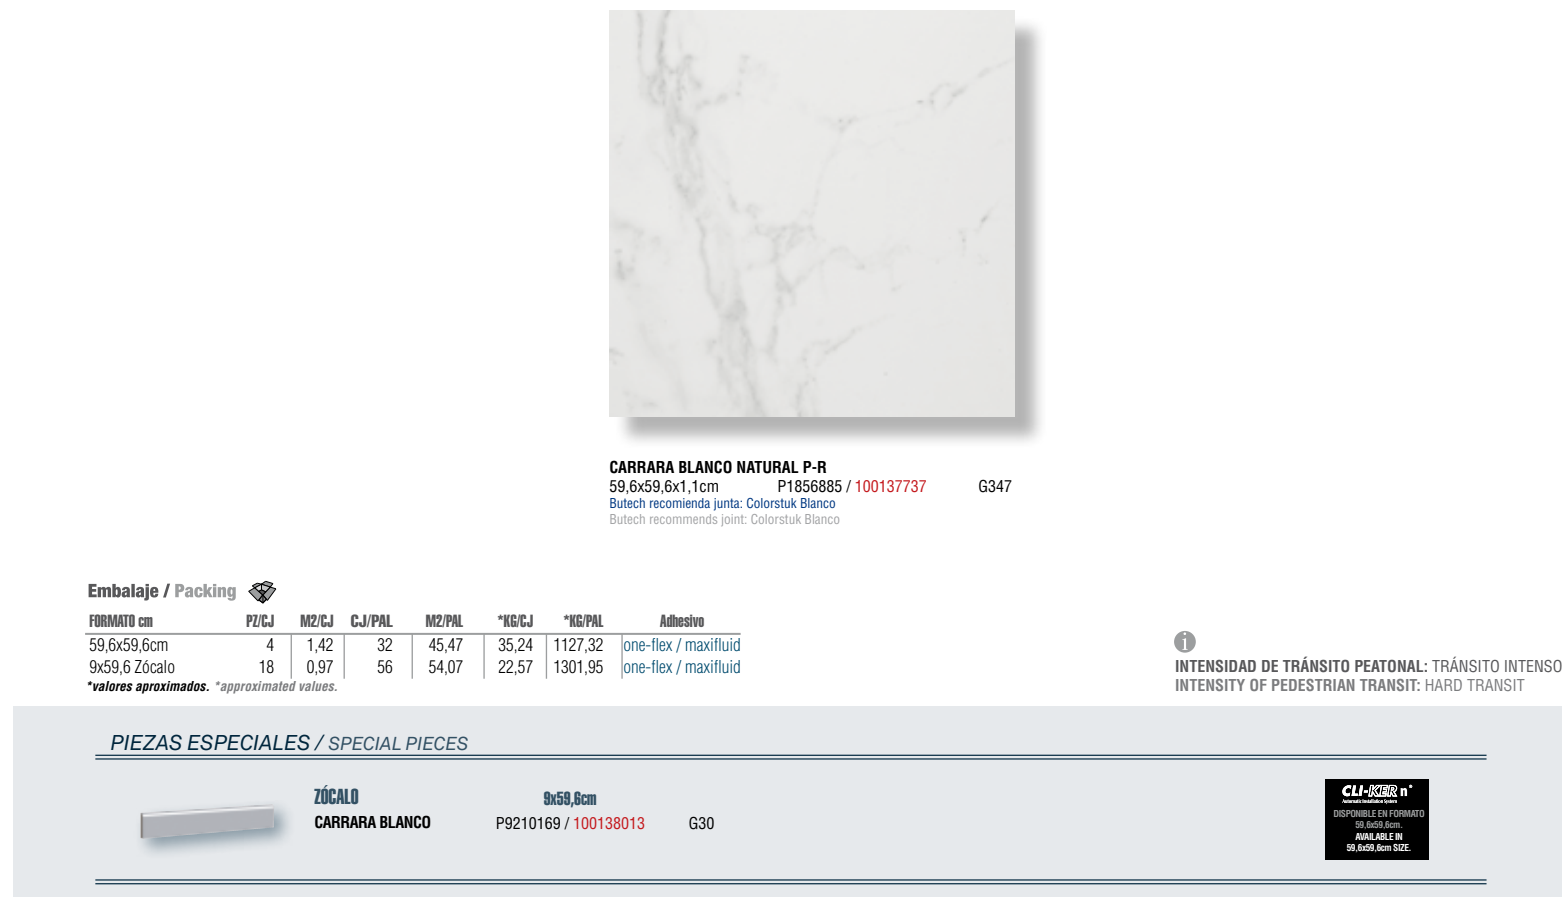 CARRARA BLANCO NATURAL P-R
59,6x59,6x1,1cm P1856885 / 100137737 G347
Butech recomienda junta: Colorstuk Blanco
Butech recommends joint: Colorstuk Blanco
Embalaje / Packing
FORMATO cm PZ/CJ M2/CJ CJ/PAL M2/PAL *KG/CJ *KG/PAL Adhesivo
59,6x59,6cm 4 1,42 32 45,47 35,24 1127,32 one-flex / maxifluid
9x59,6 Zócalo 18 0,97 56 54,07 22,57 1301,95 one-flex / maxifluid
*valores aproximados. *approximated values.
i
INTENSIDAD DE TRÁNSITO PEATONAL: TRÁNSITO INTENSO
INTENSITY OF PEDESTRIAN TRANSIT: HARD TRANSIT
PIEZAS ESPECIALES / SPECIAL PIECES
ZÓCALO 9x59,6cm
CARRARA BLANCO P9210169 / 100138013 G30
CLI-KER n*
Automatic Installation System
DISPONIBLE EN FORMATO
59,6x59,6cm.
AVAILABLE IN
59,6x59,6cm SIZE.